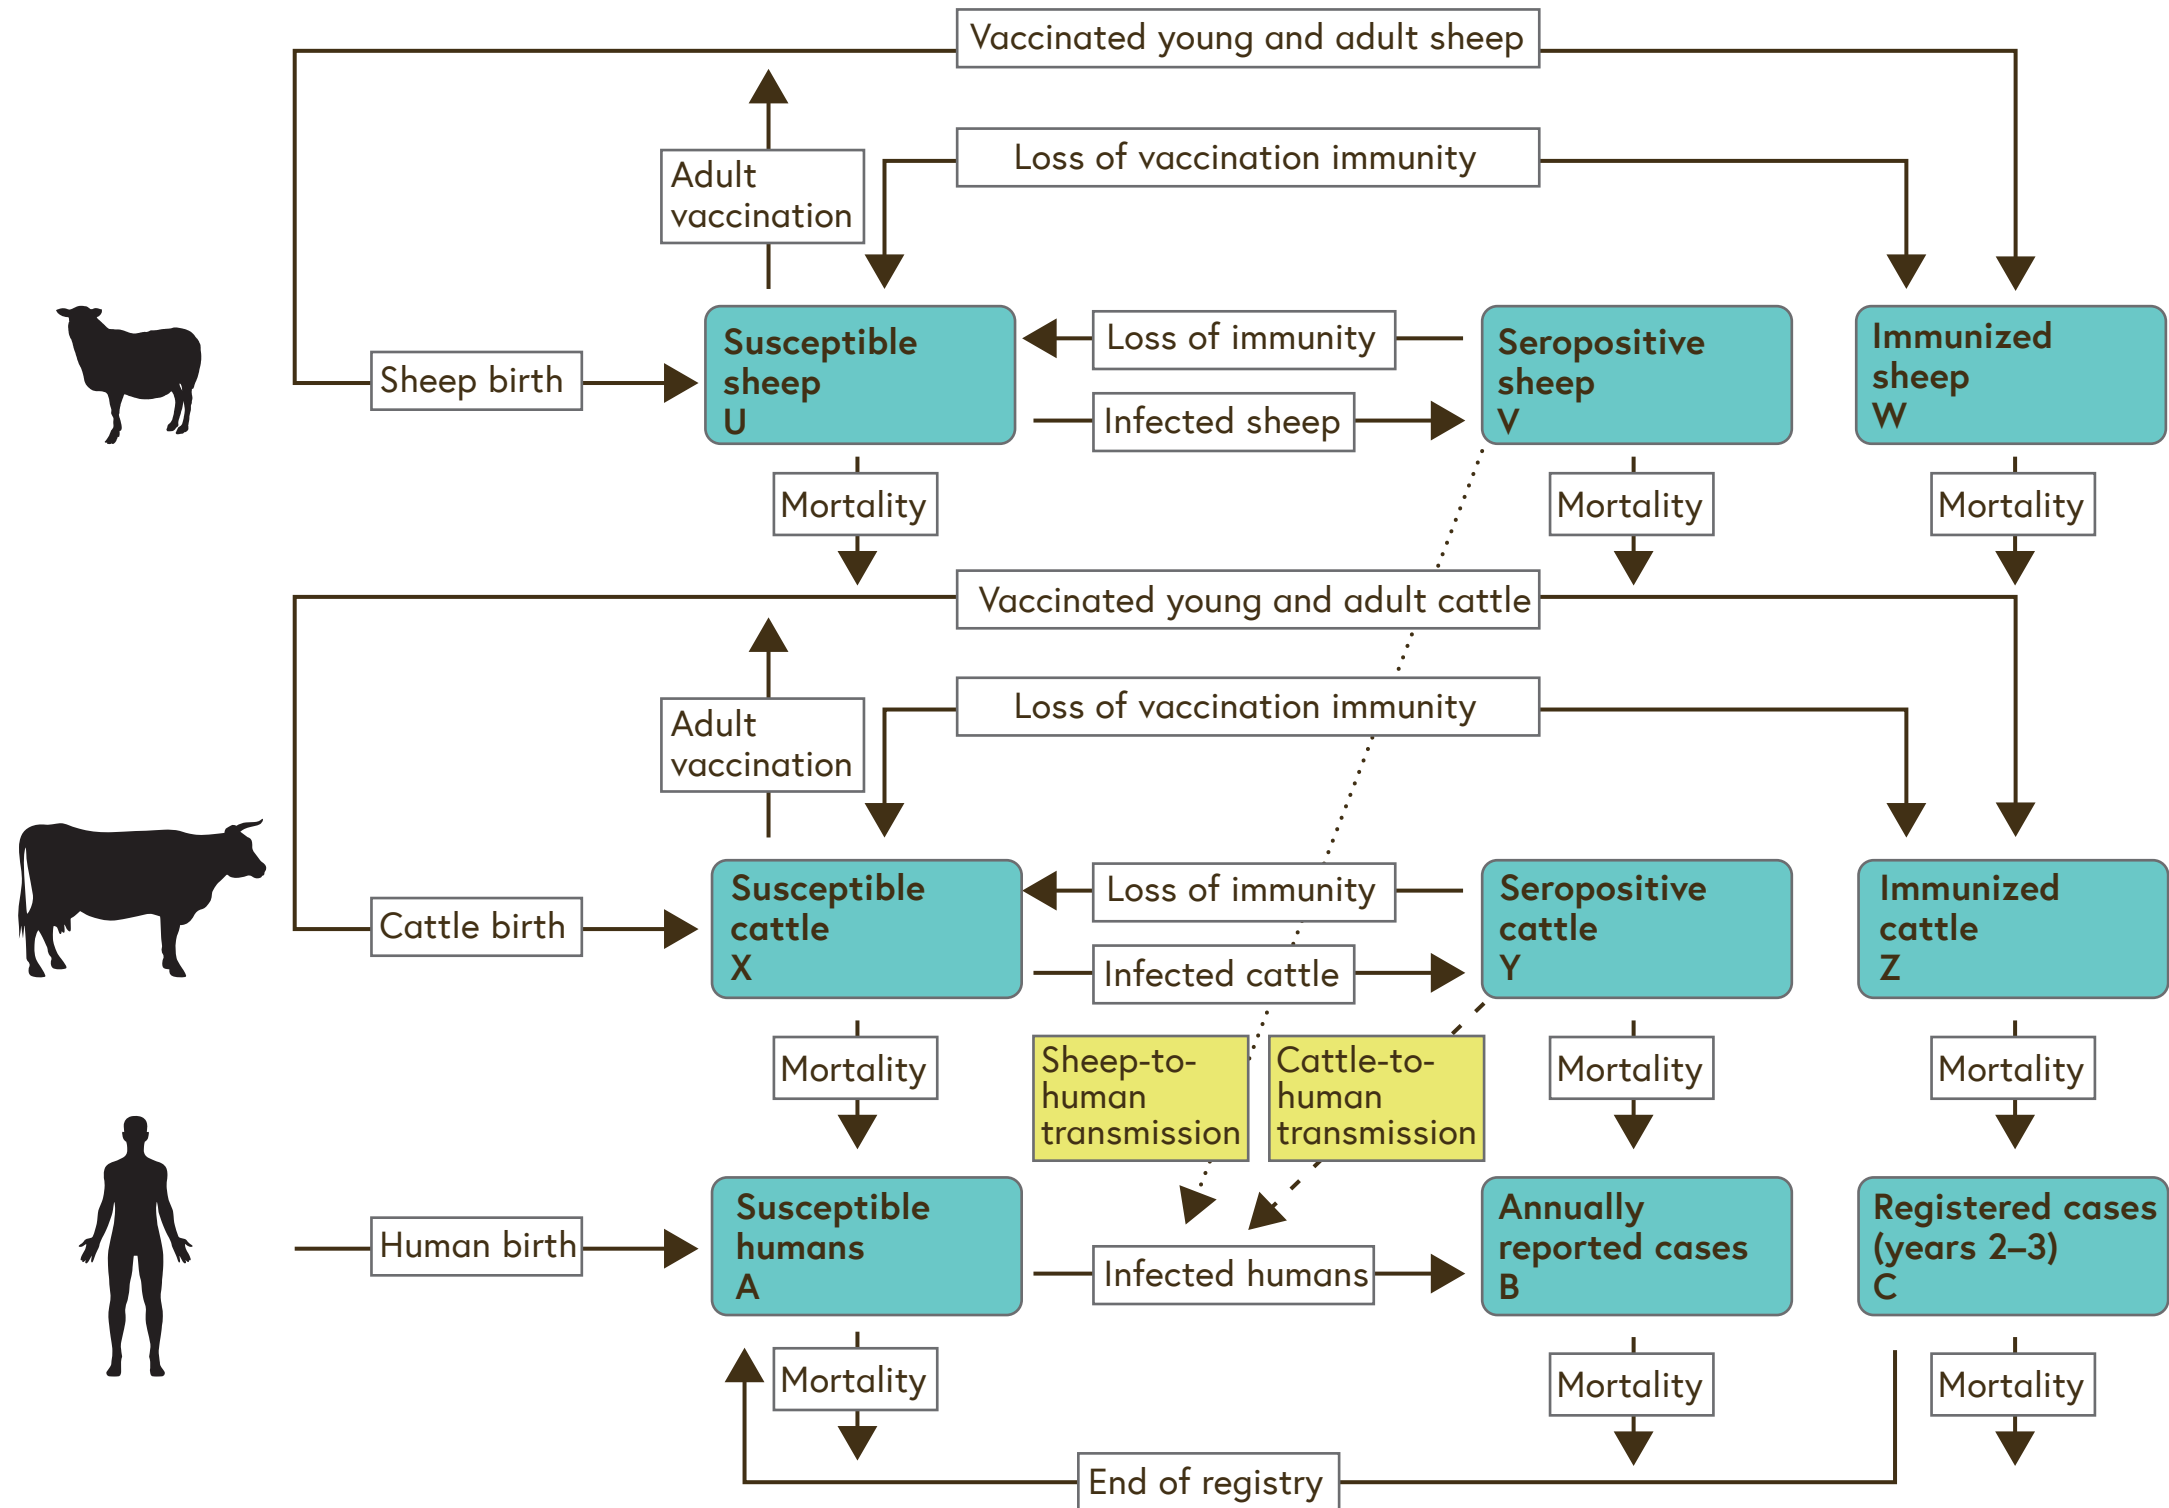 Vaccinated young and adult sheep
Loss of vaccination immunity
Adult
vaccination
Sheep birth
Susceptible
sheep
U
Loss of immunity
Infected sheep
Seropositive
sheep
V
Immunized
sheep
W
Mortality
Mortality
Mortality
Vaccinated young and adult cattle
Loss of vaccination immunity
Adult
vaccination
Cattle birth
Susceptible
cattle
X
Loss of immunity
Infected cattle
Seropositive
cattle
Y
Immunized
cattle
Z
Mortality
Sheep-to-
human
transmission
Cattle-to-
human
transmission
Mortality
Mortality
Human birth
Susceptible
humans
A
Infected humans
Annually
reported cases
B
Registered cases
(years 2–3)
C
Mortality
Mortality
Mortality
End of registry